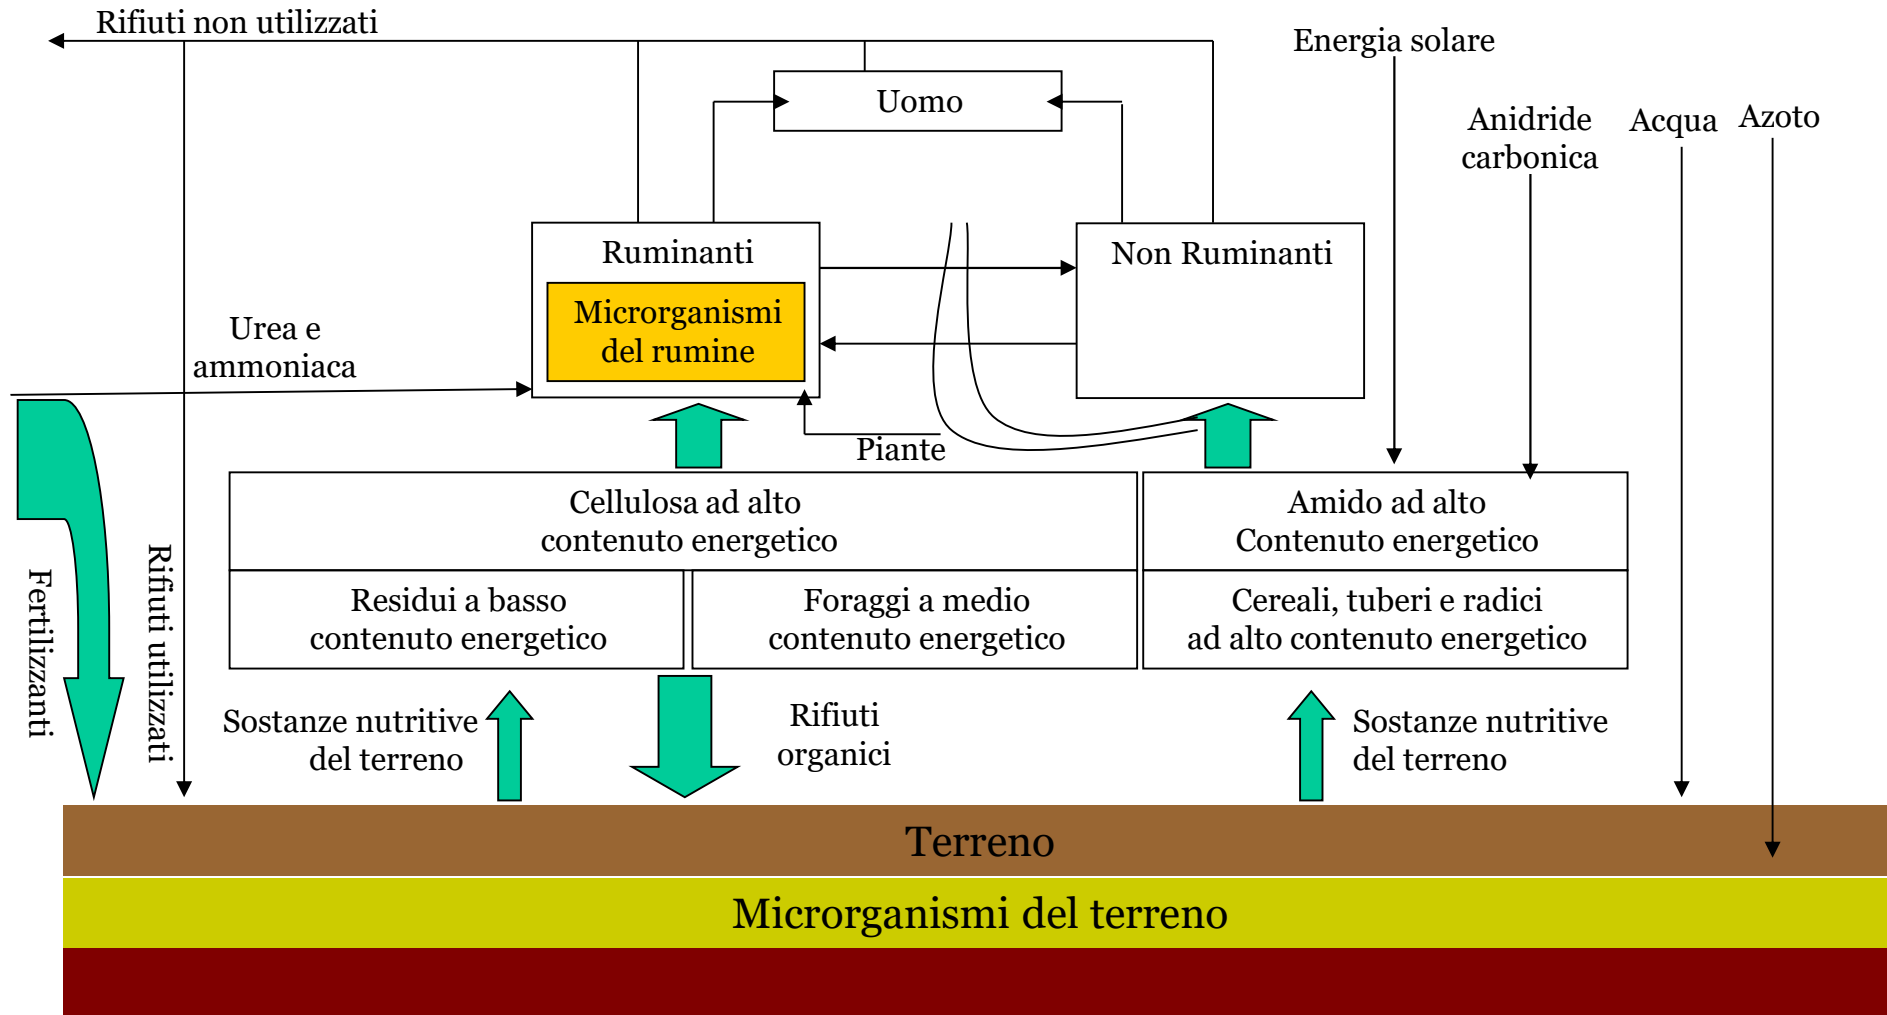 Rifiuti non utilizzati
Energia solare
Uomo
Anidride
carbonica
Acqua
Azoto
Ruminanti
Non Ruminanti
Microrganismi
del rumine
Urea e
ammoniaca
Piante
Cellulosa ad alto
contenuto energetico
Amido ad alto
Contenuto energetico
Fertilizzanti
Rifiuti utilizzati
Residui a basso
contenuto energetico
Foraggi a medio
contenuto energetico
Cereali, tuberi e radici
ad alto contenuto energetico
Sostanze nutritive
del terreno
Rifiuti
organici
Sostanze nutritive
del terreno
Terreno
Microrganismi del terreno